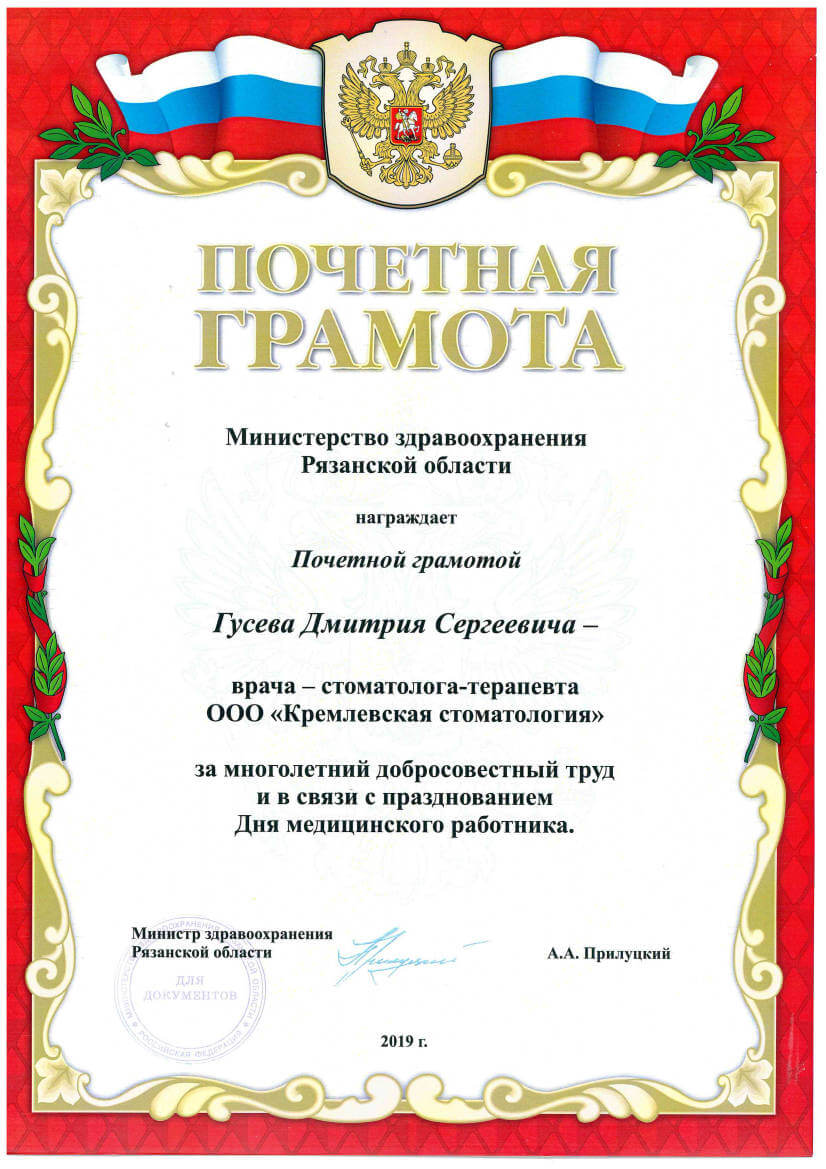 ПОЧЕТНАЯ
ГРАМОТА
Министерство здравоохранения
Рязанской области
награждает
Почетной грамотой
Гусева Дмитрия Сергеевича –
врача – стоматолога-терапевта
ООО «Кремлевская стоматология»
за многолетний добросовестный труд
и в связи с празднованием
Дня медицинского работника.
Министр здравоохранения
Рязанской области
А.А. Прилуцкий
ДЛЯ
ДОКУМЕНТОВ
РОССИЙСКАЯ ФЕДЕРАЦИЯ
2019 г.